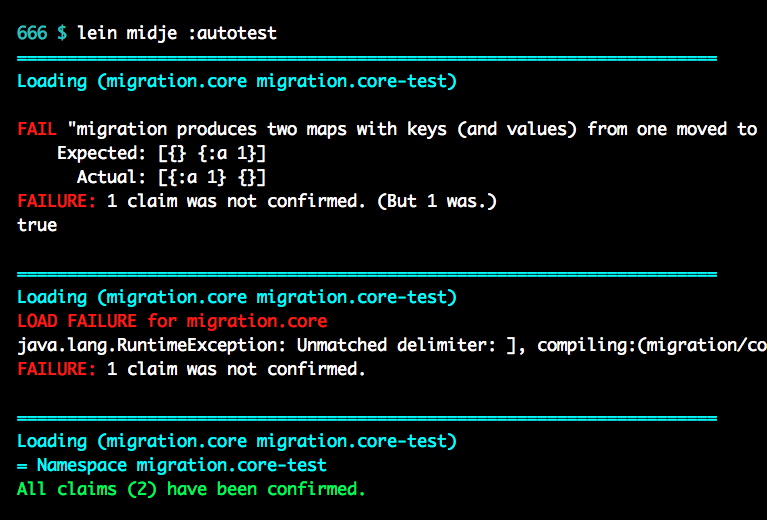 666 $ lein midje :autotest
======================================================================
Loading (migration.core migration.core-test)
FAIL "migration produces two maps with keys (and values) from one moved to
Expected: [{} {:a 1}]
Actual: [{:a 1} {}]
FAILURE: 1 claim was not confirmed. (But 1 was.)
true
======================================================================
Loading (migration.core migration.core-test)
LOAD FAILURE for migration.core
java.lang.RuntimeException: Unmatched delimiter: ], compiling:(migration/co
FAILURE: 1 claim was not confirmed.
======================================================================
Loading (migration.core migration.core-test)
= Namespace migration.core-test
All claims (2) have been confirmed.